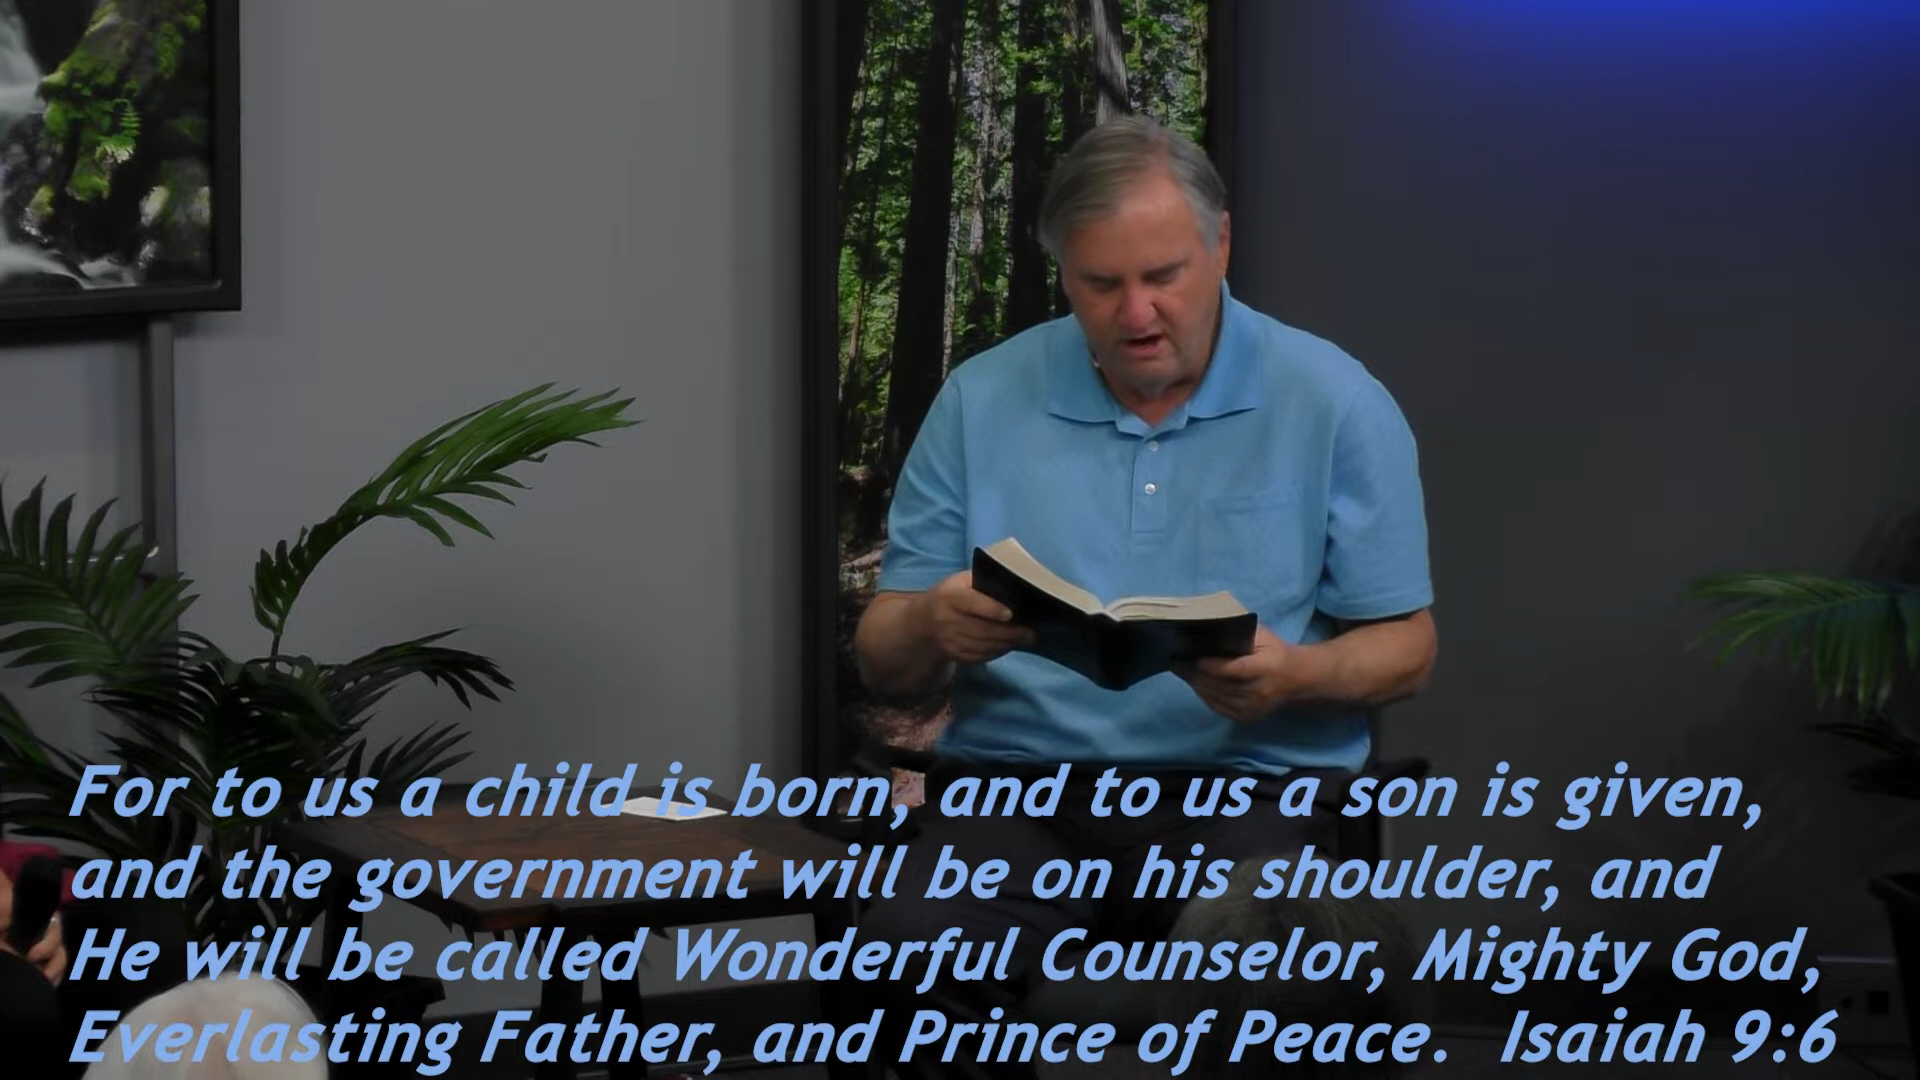 For to us a child is born, and to us a son is given,
and the government will be on his shoulder, and
He will be called Wonderful Counselor, Mighty God,
Everlasting Father, and Prince of Peace. Isaiah 9:6